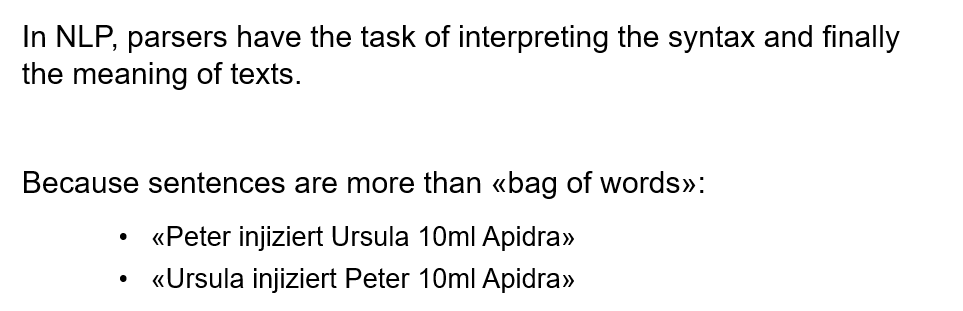 In NLP, parsers have the task of interpreting the syntax and finally
the meaning of texts.
Because sentences are more than «bag of words»:
• «Peter injiziert Ursula 10ml Apidra»
• «Ursula injiziert Peter 10ml Apidra»